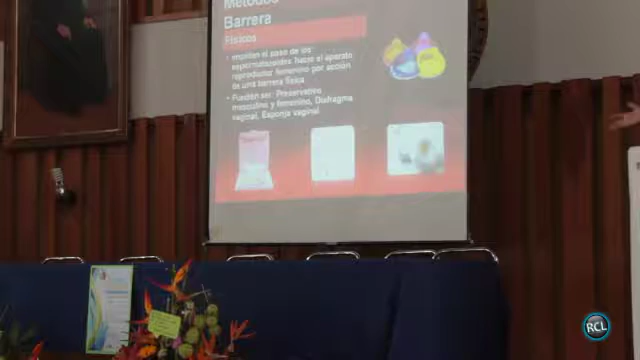 Métodos
Barrera
Físicos
• Impiden el paso de los
espermatozoides hacia el aparato
reproductor femenino por acción
de una barrera física
• Pueden ser: Preservativo
masculino y femenino, Diafragma
vaginal, Esponja vaginal
RCL